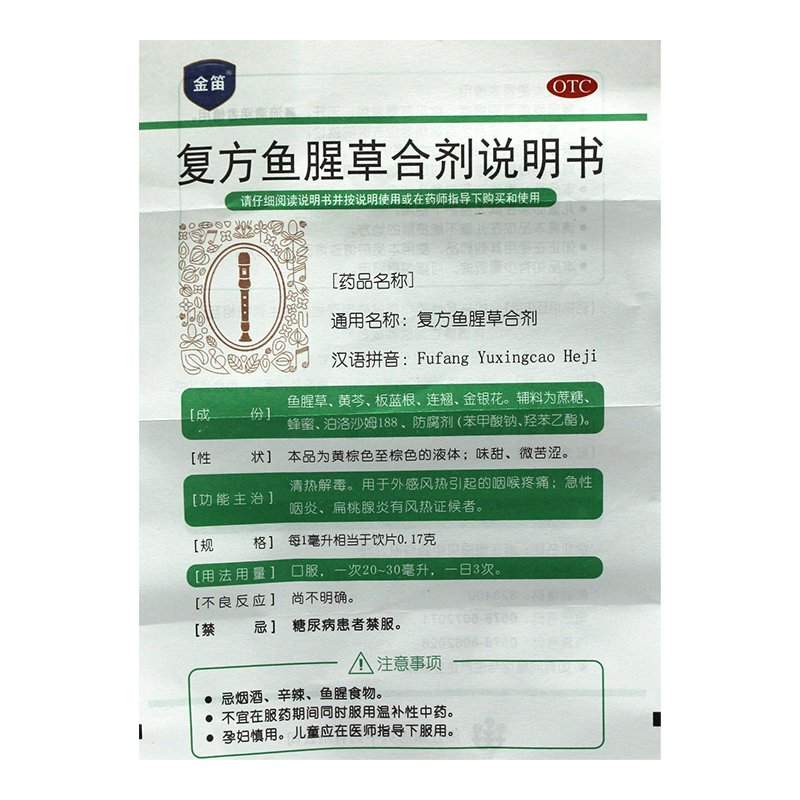 金笛®
OTC
复方鱼腥草合剂说明书
请仔细阅读说明书并按说明使用或在药师指导下购买和使用
[药品名称]
通用名称：复方鱼腥草合剂
汉语拼音：Fufang Yuxingcao Heji
[成份] 鱼腥草、黄芩、板蓝根、连翘、金银花。辅料为蔗糖、
蜂蜜、泊洛沙姆188、防腐剂(苯甲酸钠、羟苯乙酯)。
[性状] 本品为黄棕色至棕色的液体；味甜、微苦涩。
[功能主治] 清热解毒。用于外感风热引起的咽喉疼痛；急性
咽炎、扁桃腺炎有风热证候者。
[规格] 每1毫升相当于饮片0.17克
[用法用量] 口服，一次20~30毫升，一日3次。
[不良反应] 尚不明确。
[禁忌] 糖尿病患者禁服。
注意事项
● 忌烟酒、辛辣、鱼腥食物。
● 不宜在服药期间同时服用温补性中药。
● 孕妇慎用。儿童应在医师指导下服用。